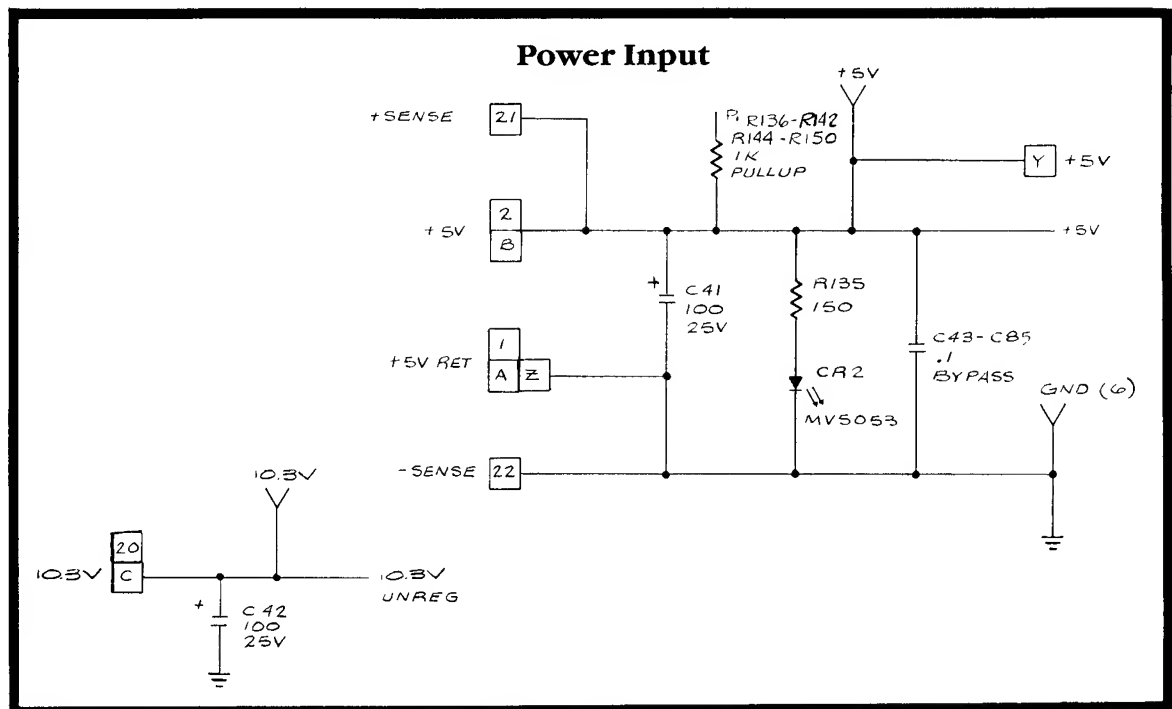 Power Input
+5V
+SENSE 21
P, R136-R142
R144-R150
1K
PULLUP
Y +5V
+5V 2
B
+5V
+ C41
100
25V
R135
150
+5V RET 1
A Z
CR2
MV5053
C43-C85
.1
BYPASS
GND (6)
-SENSE 22
10.3V
20
10.3V C
10.3V
UNREG
+ C42
100
25V